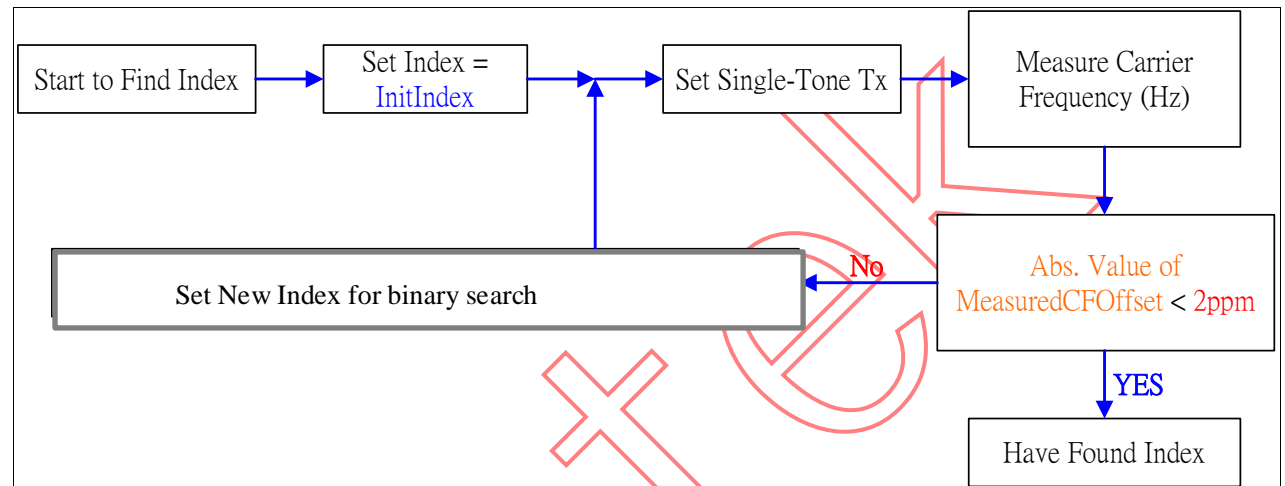 Start to Find Index
Set Index =
InitIndex
Set Single-Tone Tx
Measure Carrier
Frequency (Hz)
Abs. Value of
MeasuredCFOffset < 2ppm
No
Set New Index for binary search
YES
Have Found Index